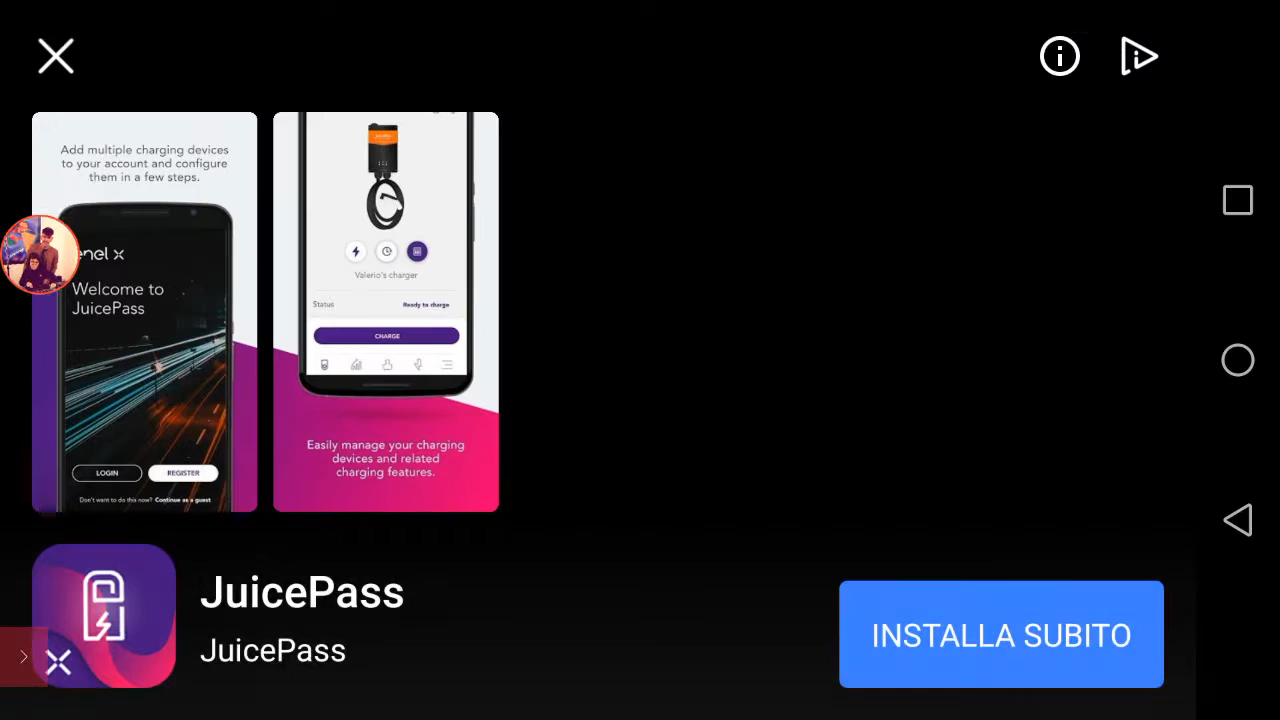 Add multiple charging devices
to your account and configure
them in a few steps.
enel x
Welcome to
JuicePass
LOGIN
REGISTER
Don't want to do this now? Continue as a guest
Valerio's charger
Status
Ready to charge
CHARGE
Easily manage your charging
devices and related
charging features.
JuicePass
JuicePass
INSTALLA SUBITO